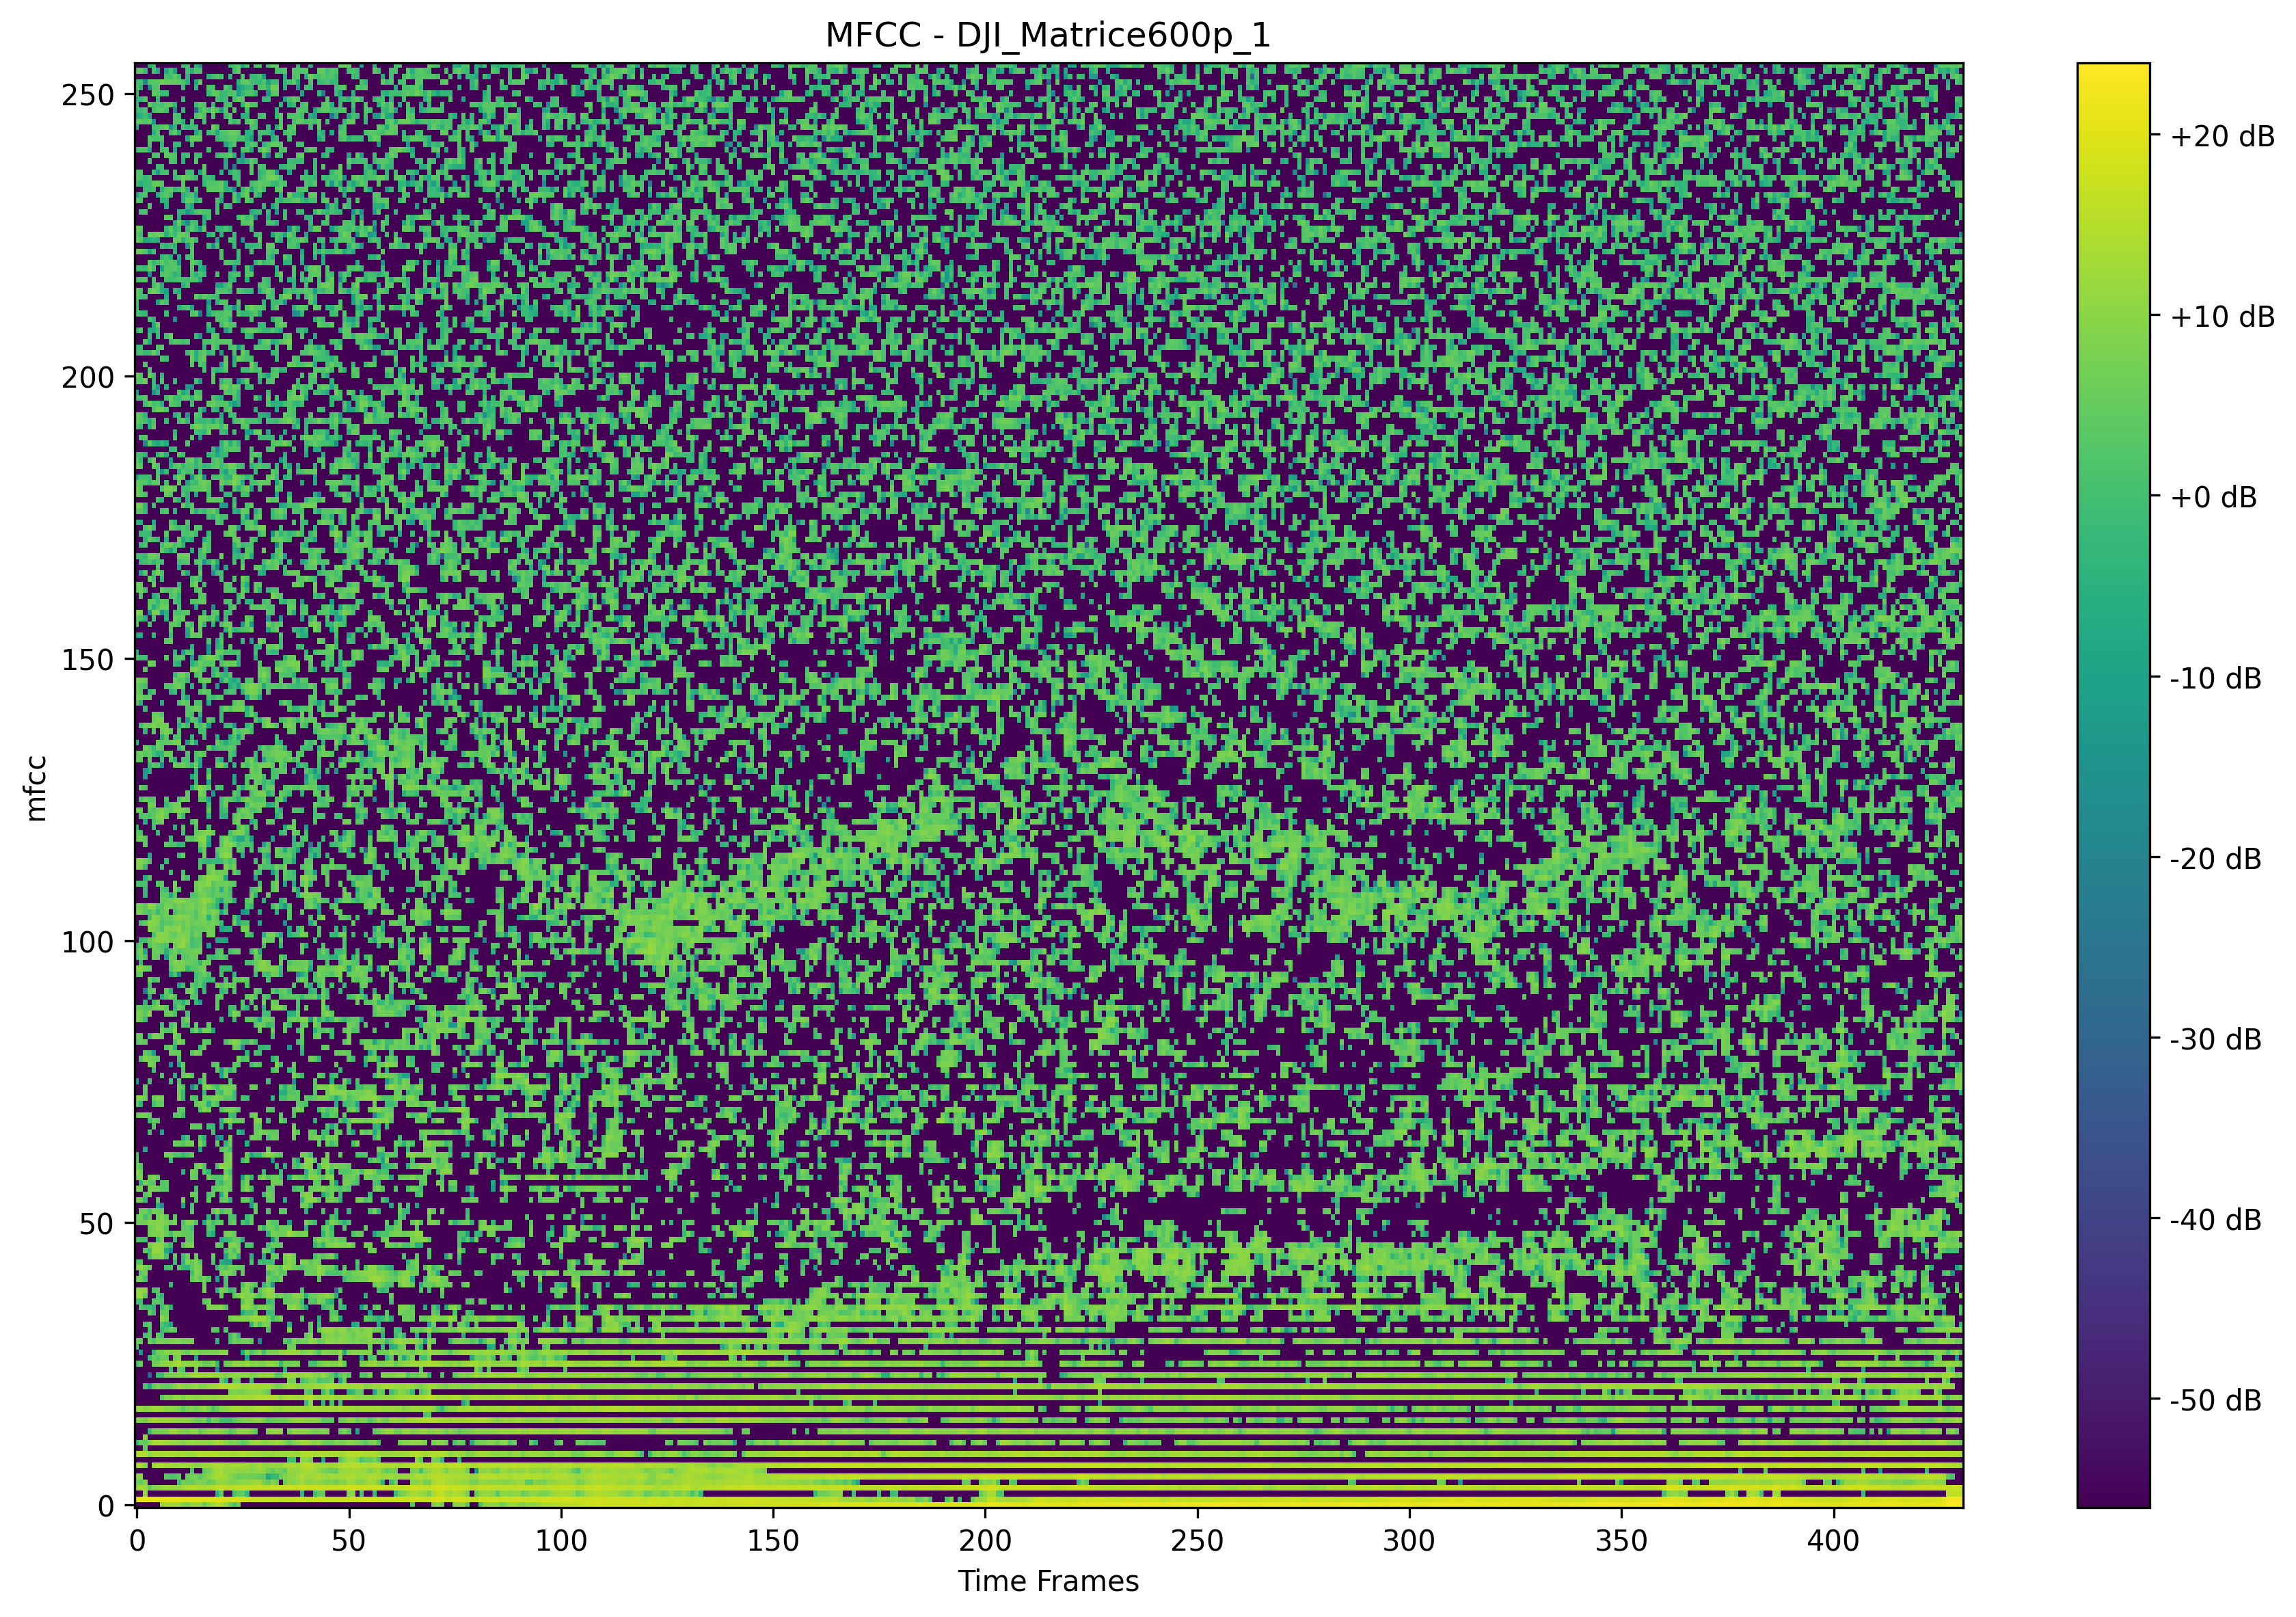 MFCC - DJI_Matrice600p_1
mfcc
250
200
150
100
50
0
0 50 100 150 200 250 300 350 400
Time Frames
+20 dB
+10 dB
+0 dB
-10 dB
-20 dB
-30 dB
-40 dB
-50 dB